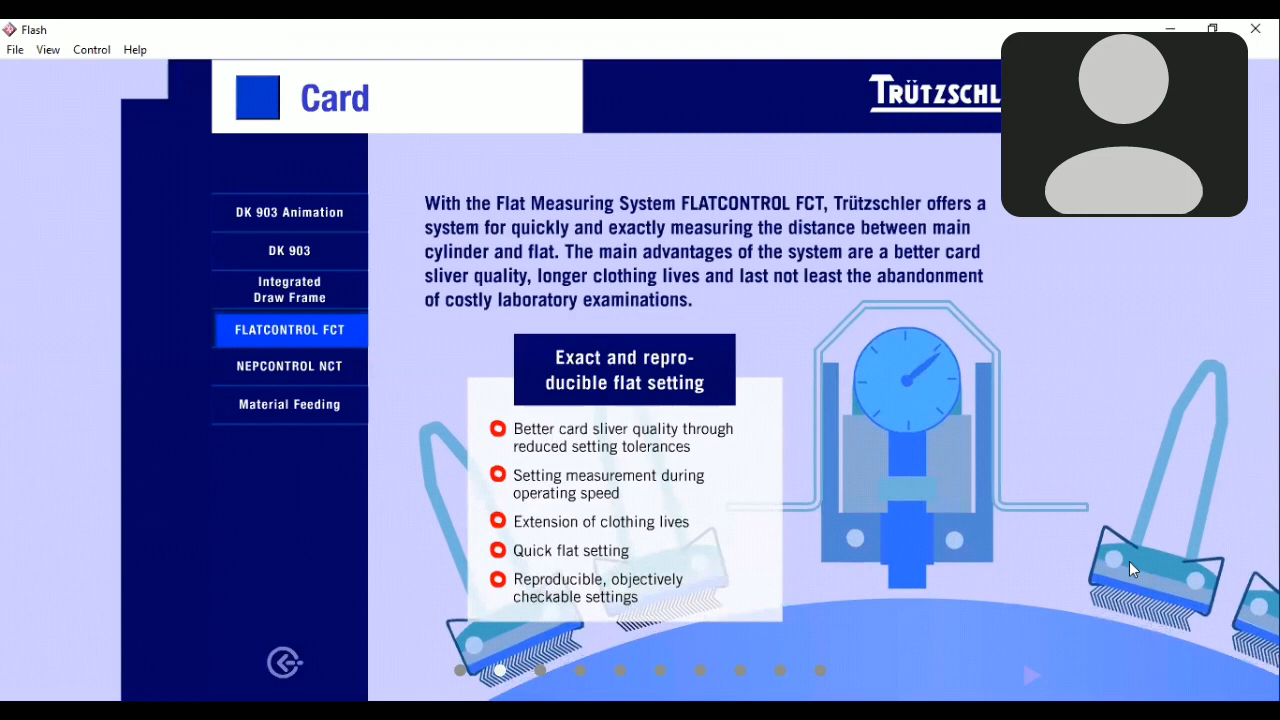 Flash
File View Control Help
Card
TRÜTZSCHL
DK 903 Animation
DK 903
Integrated
Draw Frame
FLATCONTROL FCT
NEPCONTROL NCT
Material Feeding
With the Flat Measuring System FLATCONTROL FCT, Trützschler offers a
system for quickly and exactly measuring the distance between main
cylinder and flat. The main advantages of the system are a better card
sliver quality, longer clothing lives and last not least the abandonment
of costly laboratory examinations.
Exact and repro-
ducible flat setting
Better card sliver quality through
reduced setting tolerances
Setting measurement during
operating speed
Extension of clothing lives
Quick flat setting
Reproducible, objectively
checkable settings